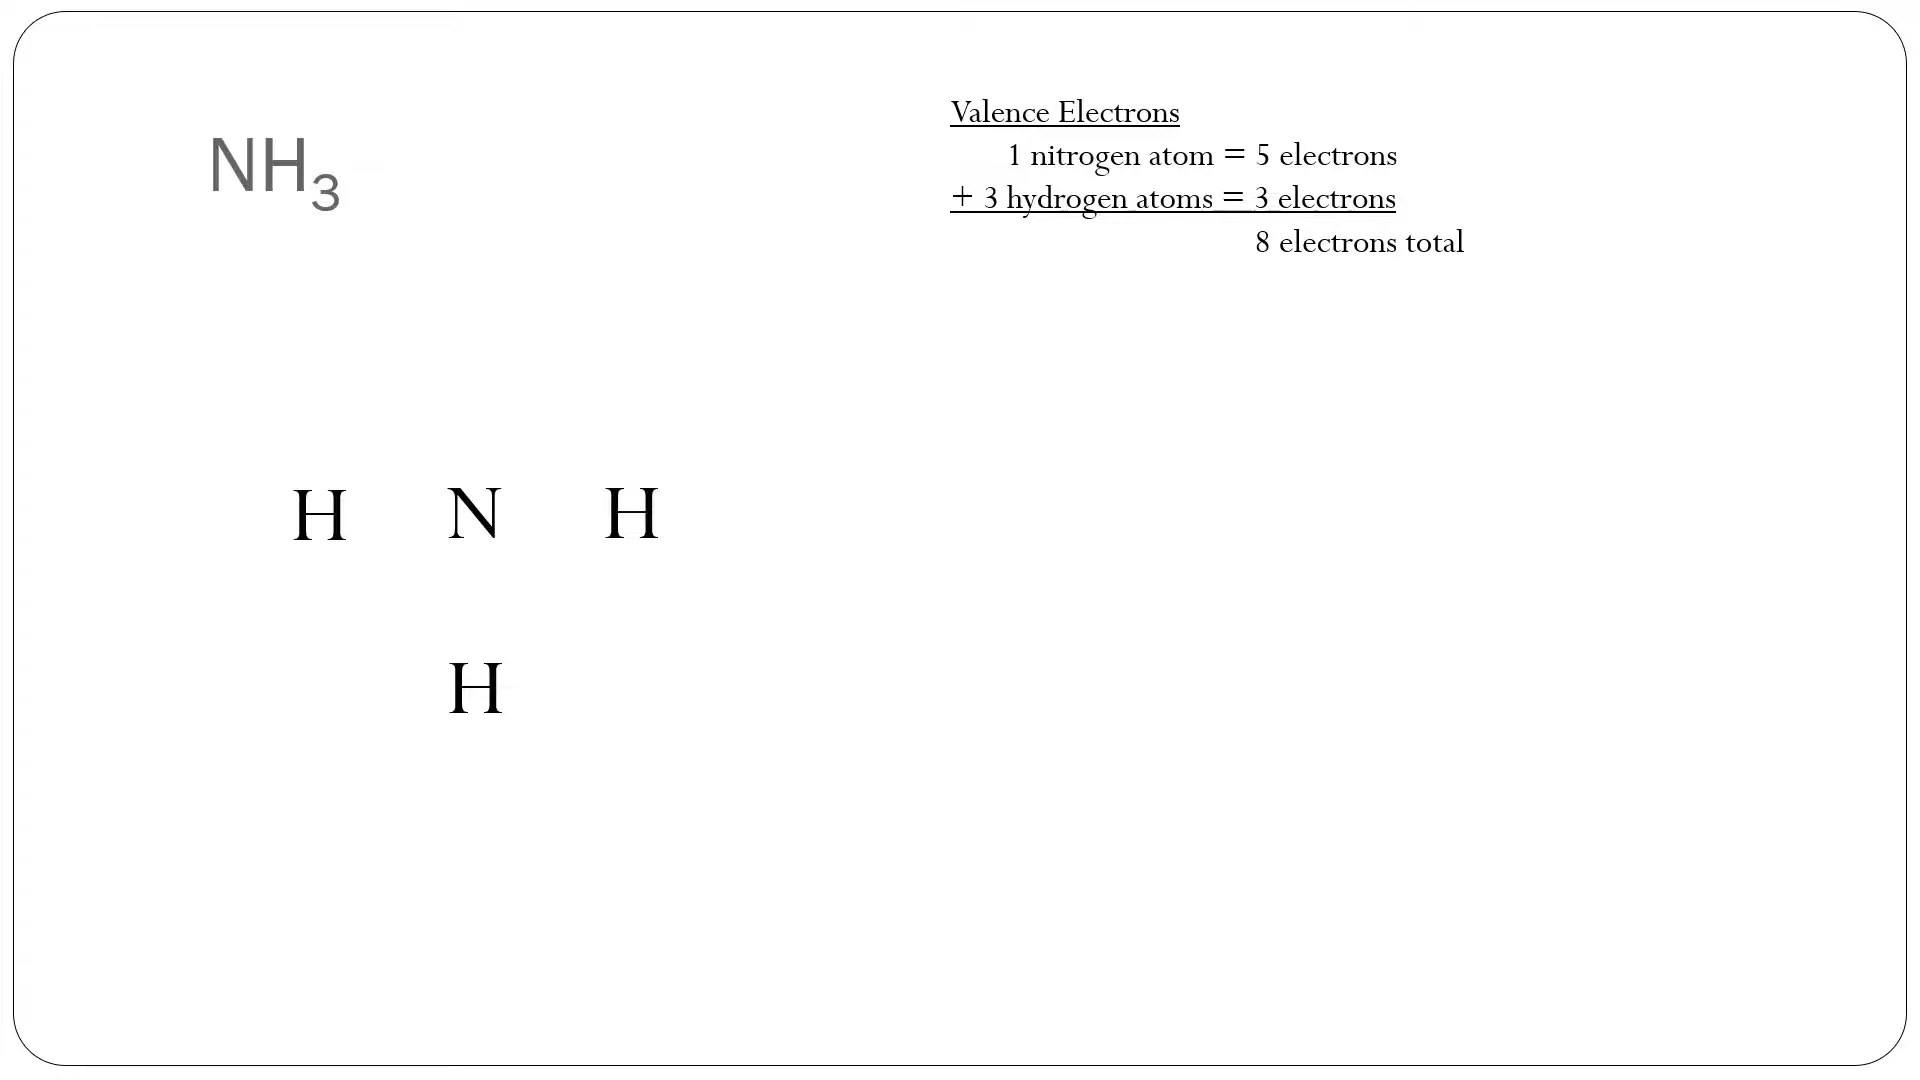 NH₃
Valence Electrons
1 nitrogen atom = 5 electrons
+ 3 hydrogen atoms = 3 electrons
8 electrons total
H N H
H